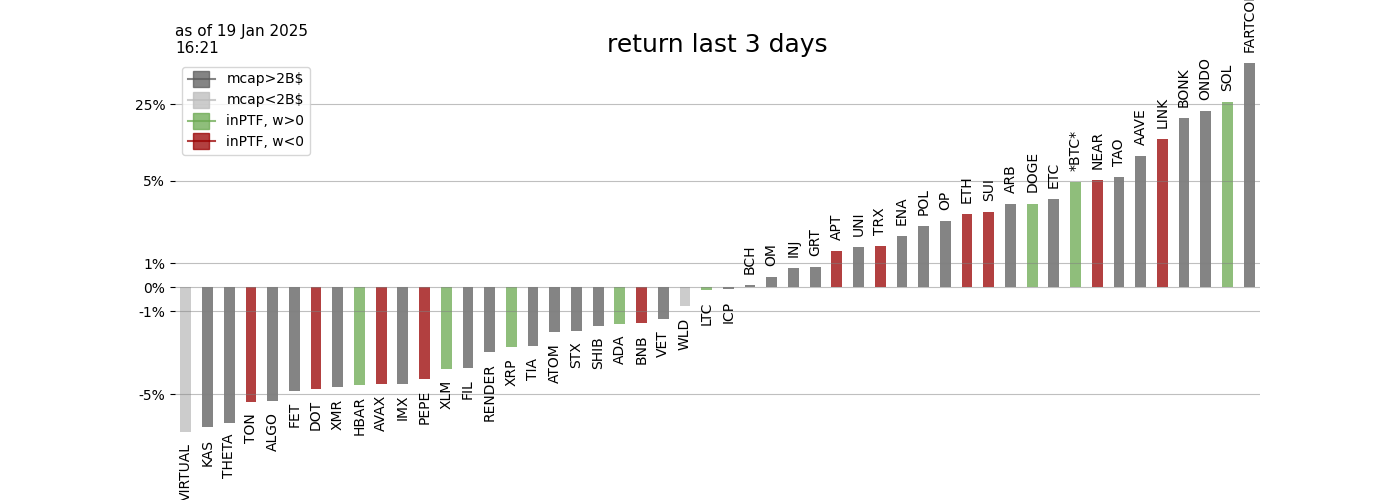 as of 19 Jan 2025
16:21
return last 3 days
mcap>2B$
mcap<2B$
inPTF, w>0
inPTF, w<0
25%
5%
1%
0%
-1%
-5%
VIRTUAL
KAS
THETA
TON
ALGO
FET
DOT
XMR
HBAR
AVAX
IMX
PEPE
XLM
FIL
RENDER
XRP
TIA
ATOM
STX
SHIB
ADA
BNB
VET
WLD
LTC
ICP
BCH
OM
INJ
GRT
APT
UNI
TRX
ENA
POL
OP
ETH
SUI
ARB
DOGE
ETC
*BTC*
NEAR
TAO
AAVE
LINK
BONK
ONDO
SOL